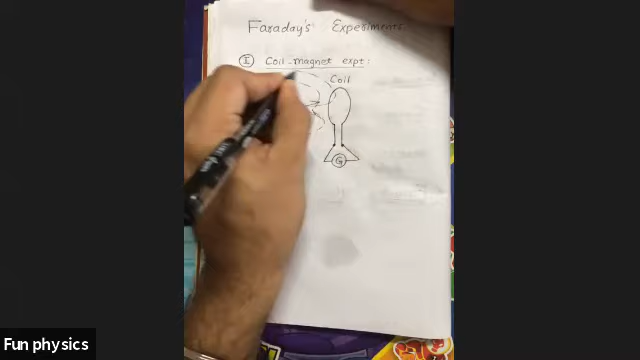 Faraday's Experiments
I Coil-magnet expt:
Coil
G
Fun physics